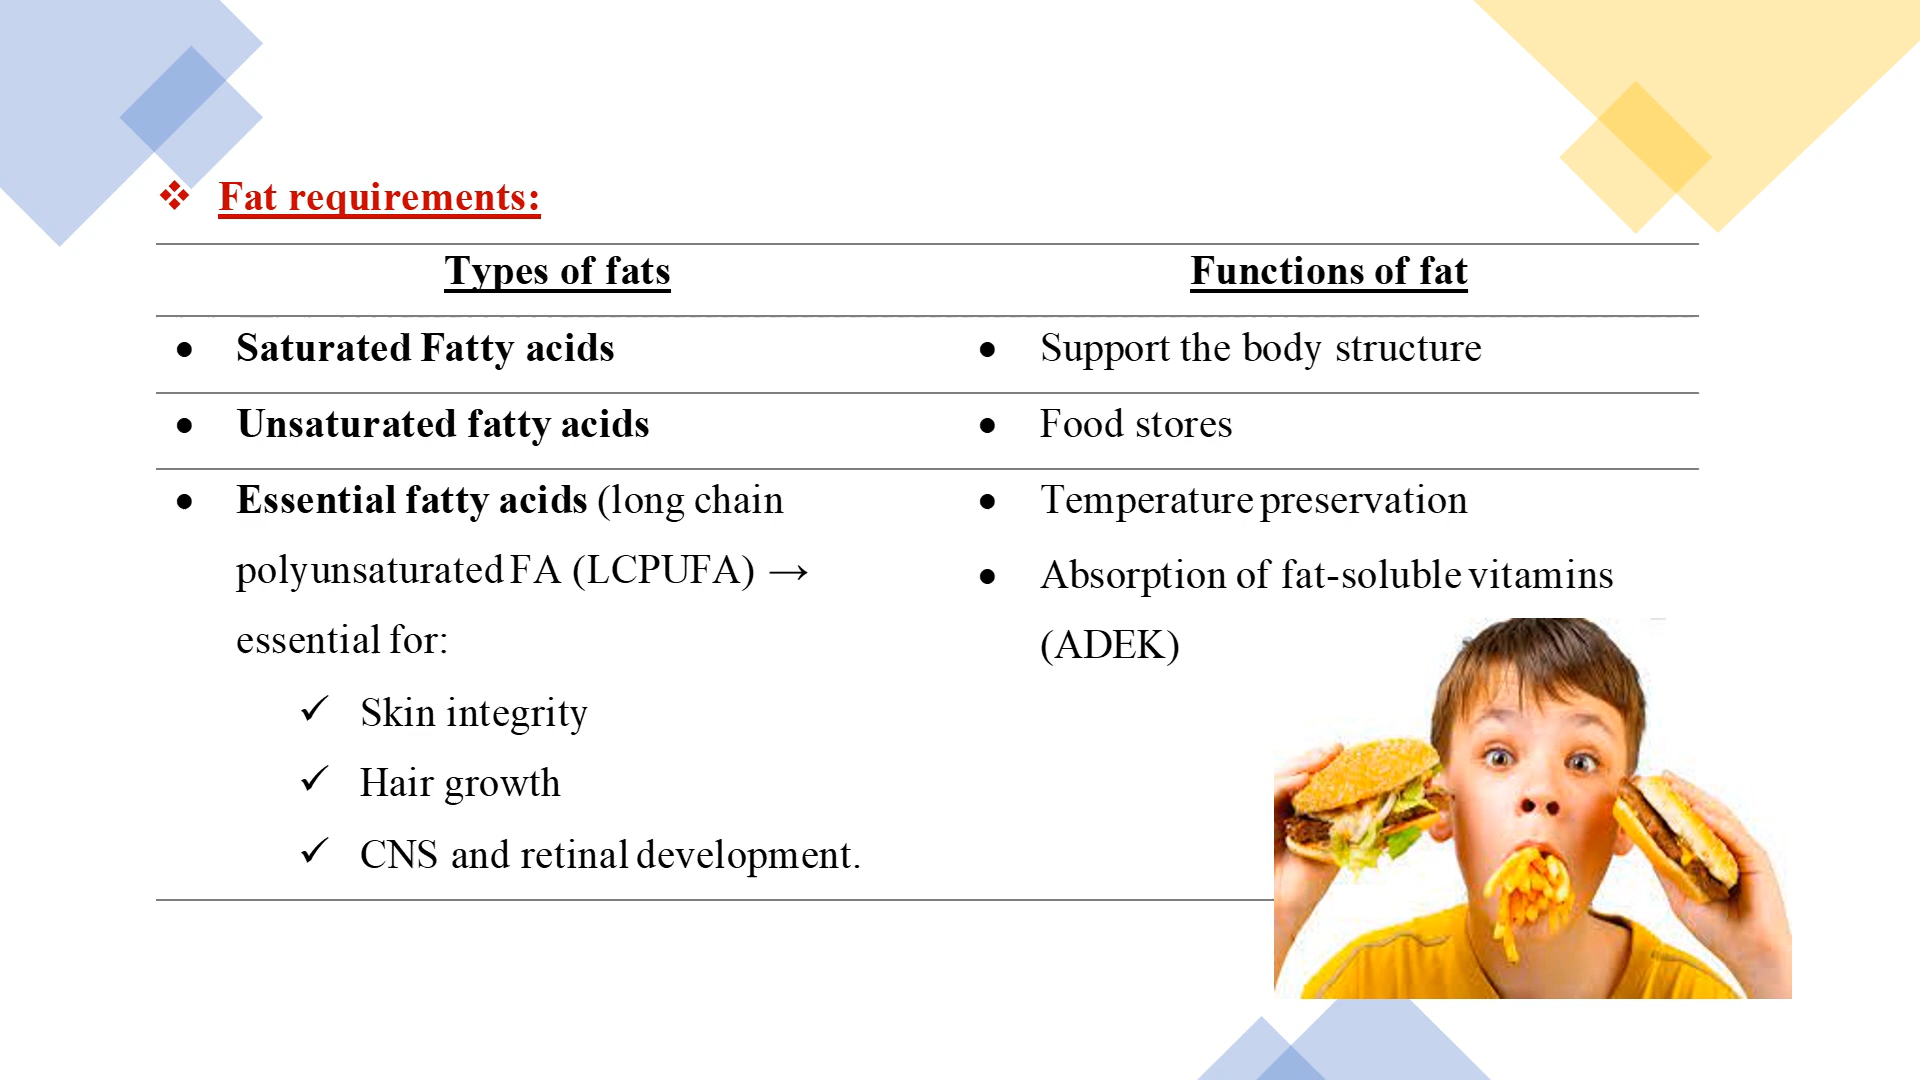 ❖ Fat requirements:
Types of fats
Functions of fat
• Saturated Fatty acids
• Support the body structure
• Unsaturated fatty acids
• Food stores
• Essential fatty acids (long chain
polyunsaturated FA (LCPUFA) →
essential for:
✓ Skin integrity
✓ Hair growth
✓ CNS and retinal development.
• Temperature preservation
• Absorption of fat-soluble vitamins
(ADEK)